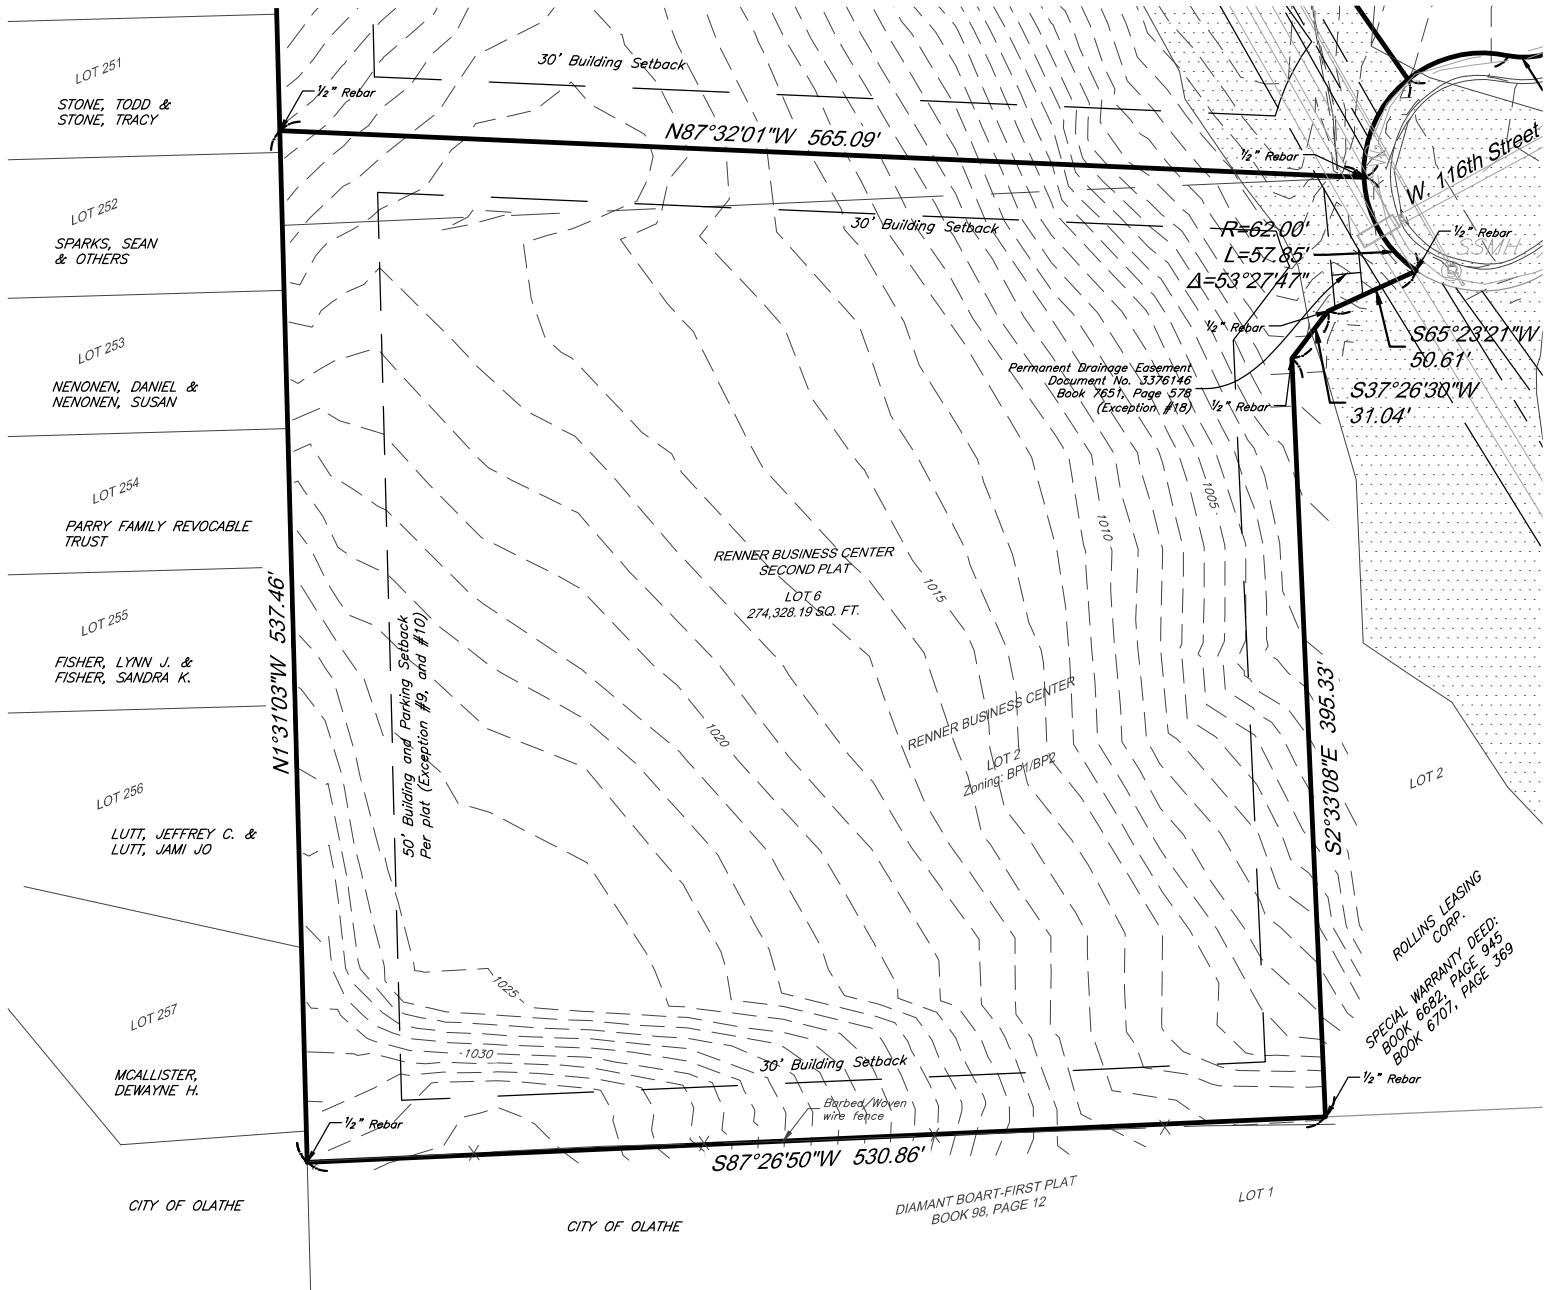 LOT 251
STONE, TODD &
STONE, TRACY
30' Building Setback
½" Rebar
N87°32'01"W 565.09'
½" Rebar
W. 116th Street
LOT 252
SPARKS, SEAN
& OTHERS
30' Building Setback
R=62.00'
L=57.85'
Δ=53°27'47"
½" Rebar
SSMH
½" Rebar
S65°23'21"W
50.61'
LOT 253
NENONEN, DANIEL &
NENONEN, SUSAN
Permanent Drainage Easement
Document No. 3376146
Book 7651, Page 578
(Exception #18)
½" Rebar
S37°26'30"W
31.04'
LOT 254
PARRY FAMILY REVOCABLE
TRUST
1005
1010
RENNER BUSINESS CENTER
SECOND PLAT
LOT 6
274,328.19 SQ. FT.
1015
N1°31'03"W 537.46'
50' Building and Parking Setback
Per plat (Exception #9, and #10)
LOT 255
FISHER, LYNN J. &
FISHER, SANDRA K.
1020
RENNER BUSINESS CENTER
LOT 2
Zoning: BP1/BP2
S2°33'08"E 395.33'
LOT 2
LOT 256
LUTT, JEFFREY C. &
LUTT, JAMI JO
ROLLINS LEASING
CORP.
SPECIAL WARRANTY DEED:
BOOK 6682, PAGE 945
BOOK 6707, PAGE 369
1025
LOT 257
MCALLISTER,
DEWAYNE H.
1030
30' Building Setback
½" Rebar
Barbed/Woven
wire fence
½" Rebar
S87°26'50"W 530.86'
CITY OF OLATHE
CITY OF OLATHE
DIAMANT BOART-FIRST PLAT
BOOK 98, PAGE 12
LOT 1